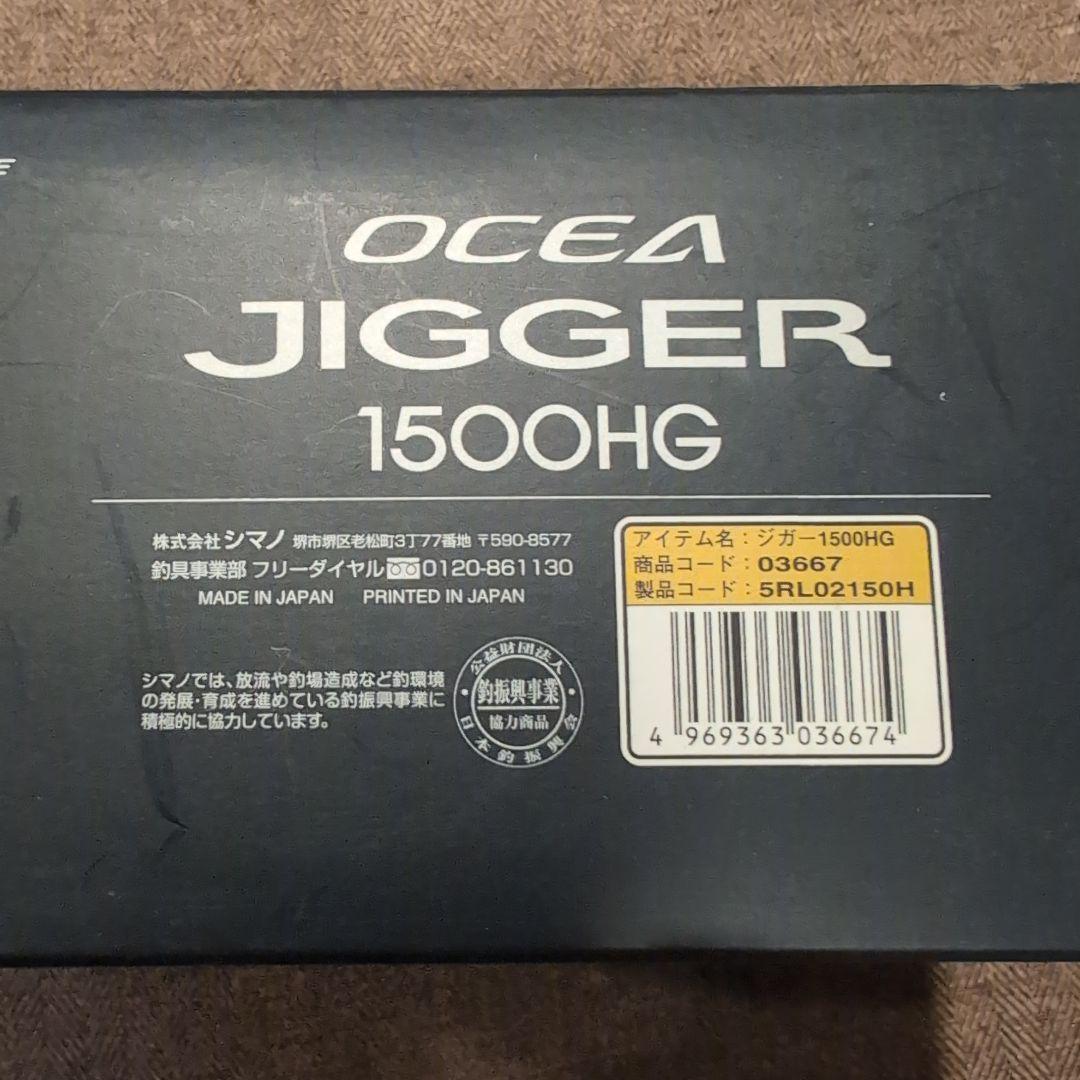 OCEA
JIGGER
1500HG
株式会社シマノ 堺市堺区老松町3丁77番地 〒590-8577
釣具事業部 フリーダイヤル 0120-861130
MADE IN JAPAN PRINTED IN JAPAN
シマノでは、放流や釣場造成など釣環境
の発展・育成を進めている釣振興事業に
積極的に協力しています。
公益財団法人
釣振興事業
協力商品
日本釣振興会
アイテム名：ジガー1500HG
商品コード：03667
製品コード：5RL02150H
4 969363 036674